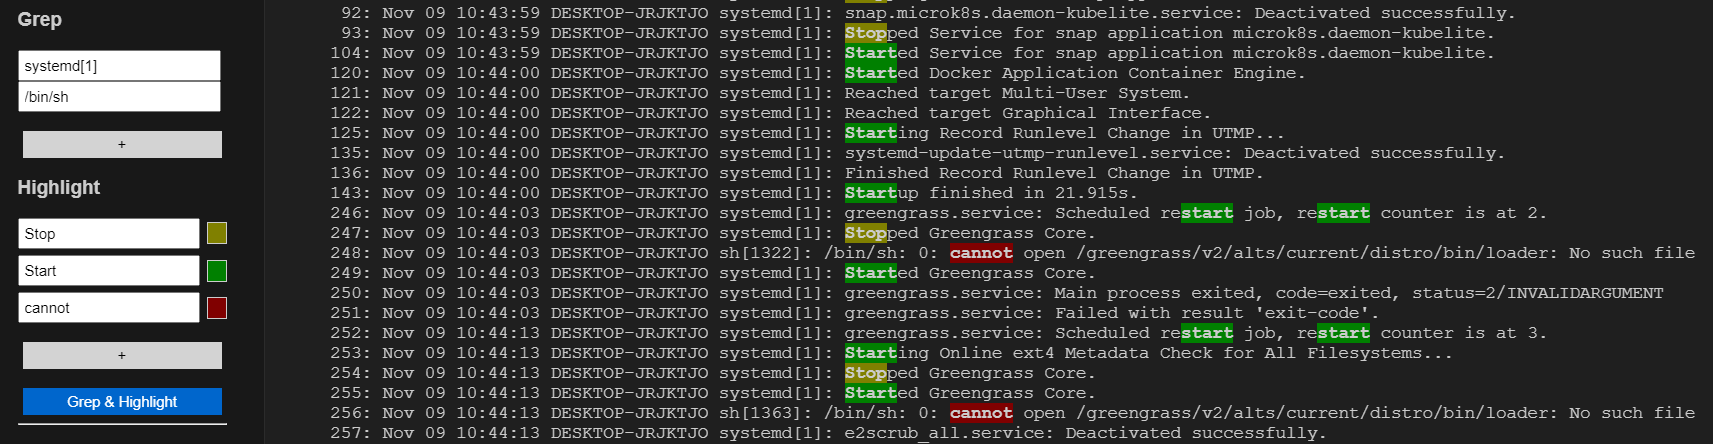 Grep
systemd[1]
/bin/sh
+
Highlight
Stop
Start
cannot
+
Grep & Highlight
92: Nov 09 10:43:59 DESKTOP-JRJKTJO systemd[1]: snap.microk8s.daemon-kubelite.service: Deactivated successfully.
93: Nov 09 10:43:59 DESKTOP-JRJKTJO systemd[1]: Stopped Service for snap application microk8s.daemon-kubelite.
104: Nov 09 10:43:59 DESKTOP-JRJKTJO systemd[1]: Started Service for snap application microk8s.daemon-kubelite.
120: Nov 09 10:44:00 DESKTOP-JRJKTJO systemd[1]: Started Docker Application Container Engine.
121: Nov 09 10:44:00 DESKTOP-JRJKTJO systemd[1]: Reached target Multi-User System.
122: Nov 09 10:44:00 DESKTOP-JRJKTJO systemd[1]: Reached target Graphical Interface.
125: Nov 09 10:44:00 DESKTOP-JRJKTJO systemd[1]: Starting Record Runlevel Change in UTMP...
135: Nov 09 10:44:00 DESKTOP-JRJKTJO systemd[1]: systemd-update-utmp-runlevel.service: Deactivated successfully.
136: Nov 09 10:44:00 DESKTOP-JRJKTJO systemd[1]: Finished Record Runlevel Change in UTMP.
143: Nov 09 10:44:00 DESKTOP-JRJKTJO systemd[1]: Startup finished in 21.915s.
246: Nov 09 10:44:03 DESKTOP-JRJKTJO systemd[1]: greengrass.service: Scheduled restart job, restart counter is at 2.
247: Nov 09 10:44:03 DESKTOP-JRJKTJO systemd[1]: Stopped Greengrass Core.
248: Nov 09 10:44:03 DESKTOP-JRJKTJO sh[1322]: /bin/sh: 0: cannot open /greengrass/v2/alts/current/distro/bin/loader: No such file
249: Nov 09 10:44:03 DESKTOP-JRJKTJO systemd[1]: Started Greengrass Core.
250: Nov 09 10:44:03 DESKTOP-JRJKTJO systemd[1]: greengrass.service: Main process exited, code=exited, status=2/INVALIDARGUMENT
251: Nov 09 10:44:03 DESKTOP-JRJKTJO systemd[1]: greengrass.service: Failed with result 'exit-code'.
252: Nov 09 10:44:13 DESKTOP-JRJKTJO systemd[1]: greengrass.service: Scheduled restart job, restart counter is at 3.
253: Nov 09 10:44:13 DESKTOP-JRJKTJO systemd[1]: Starting Online ext4 Metadata Check for All Filesystems...
254: Nov 09 10:44:13 DESKTOP-JRJKTJO systemd[1]: Stopped Greengrass Core.
255: Nov 09 10:44:13 DESKTOP-JRJKTJO systemd[1]: Started Greengrass Core.
256: Nov 09 10:44:13 DESKTOP-JRJKTJO sh[1363]: /bin/sh: 0: cannot open /greengrass/v2/alts/current/distro/bin/loader: No such file
257: Nov 09 10:44:13 DESKTOP-JRJKTJO systemd[1]: e2scrub_all.service: Deactivated successfully.